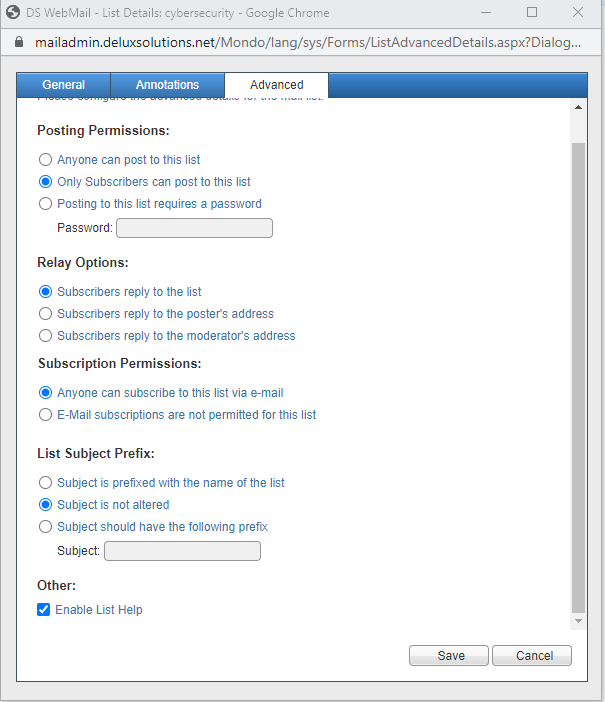 DS WebMail - List Details: cybersecurity - Google Chrome
mailadmin.deluxsolutions.net/Mondo/lang/sys/Forms/ListAdvancedDetails.aspx?Dialog...
General Annotations Advanced
Please configure the advanced details for the mail list.
Posting Permissions:
Anyone can post to this list
Only Subscribers can post to this list
Posting to this list requires a password
Password:
Relay Options:
Subscribers reply to the list
Subscribers reply to the poster's address
Subscribers reply to the moderator's address
Subscription Permissions:
Anyone can subscribe to this list via e-mail
E-Mail subscriptions are not permitted for this list
List Subject Prefix:
Subject is prefixed with the name of the list
Subject is not altered
Subject should have the following prefix
Subject:
Other:
Enable List Help
Save Cancel